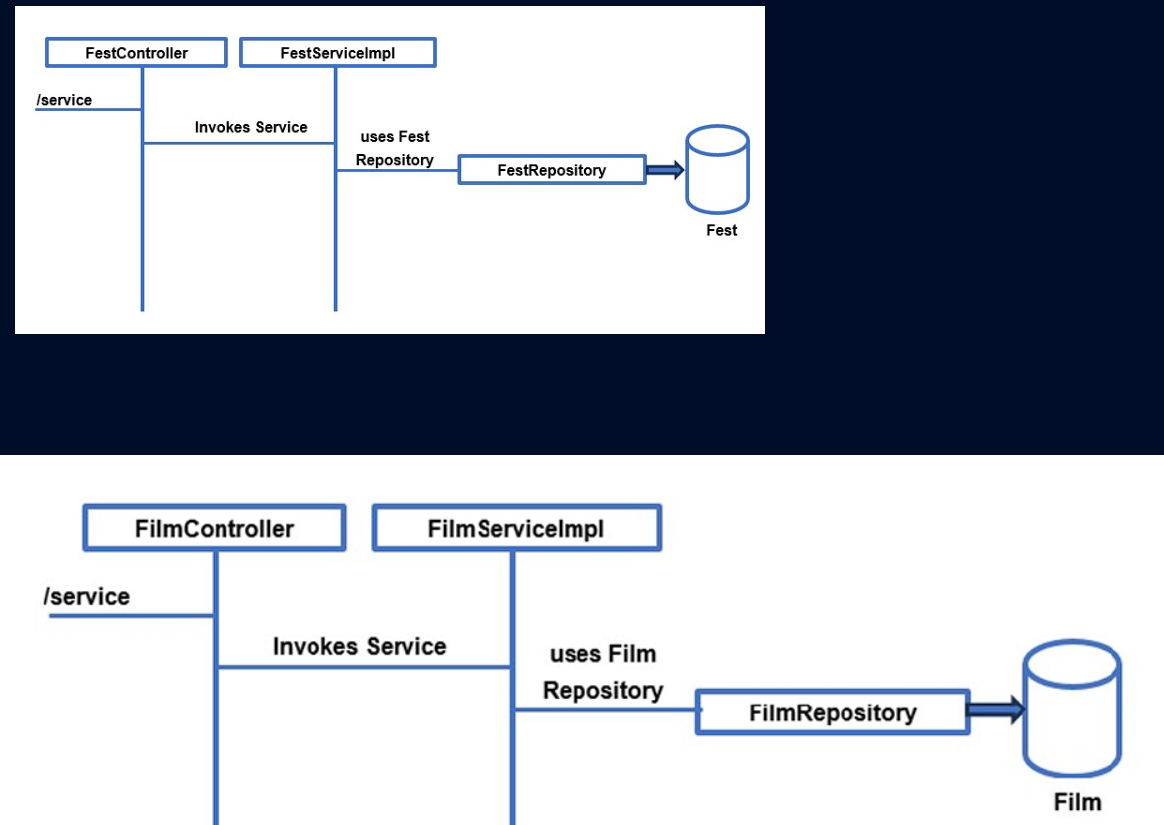 FestController
FestServiceImpl
/service
Invokes Service
uses Fest
Repository
FestRepository
Fest
FilmController
FilmServiceImpl
/service
Invokes Service
uses Film
Repository
FilmRepository
Film